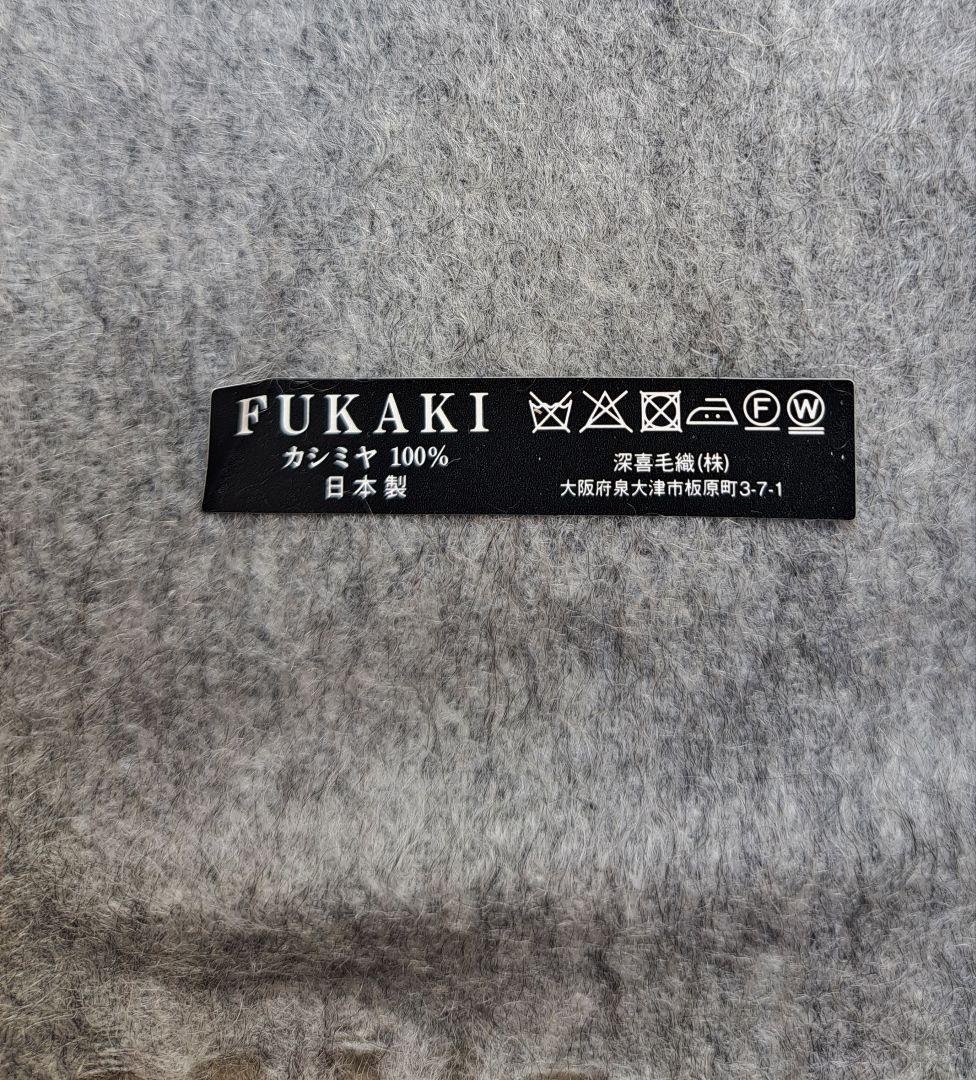 FUKAKI
カシミヤ 100%
日本製
F W
深喜毛織(株)
大阪府泉大津市板原町3-7-1